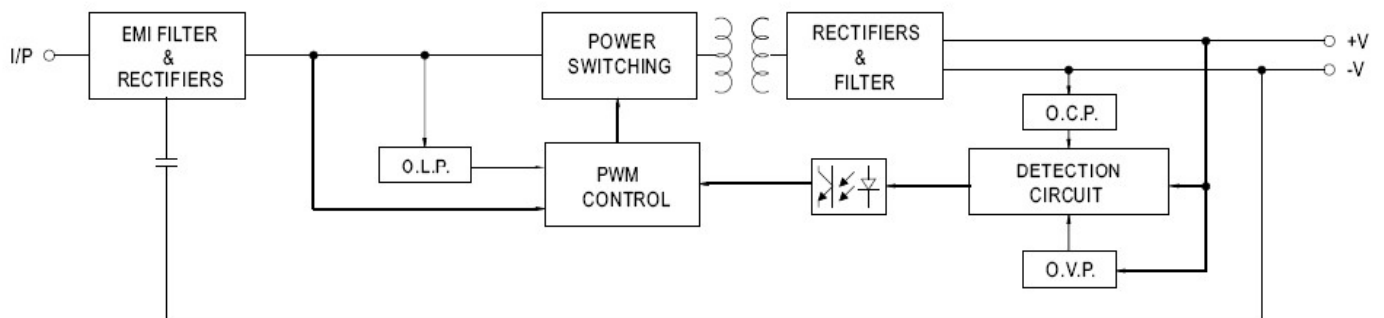 I/P
EMI FILTER
&
RECTIFIERS
POWER
SWITCHING
RECTIFIERS
&
FILTER
+V
-V
O.C.P.
O.L.P.
PWM
CONTROL
DETECTION
CIRCUIT
O.V.P.